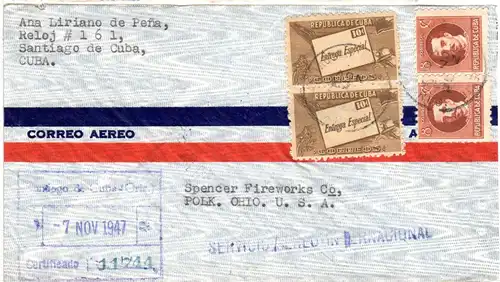 Ana Liriano de Peña,
Reloj # 1 6 1,
Santiago de Cuba,
CUBA.
REPUBLICA DE CUBA
10¢
Entrega Especial
REPUBLICA DE CUBA
10¢
Entrega Especial
CORREO AEREO
A
Santiago de Cuba
- 7 NOV 1947
Certificado 11744
Spencer Fireworks Co,
POLK. OHIO. U. S. A.
SERVICIO AEREO INTERNACIONAL